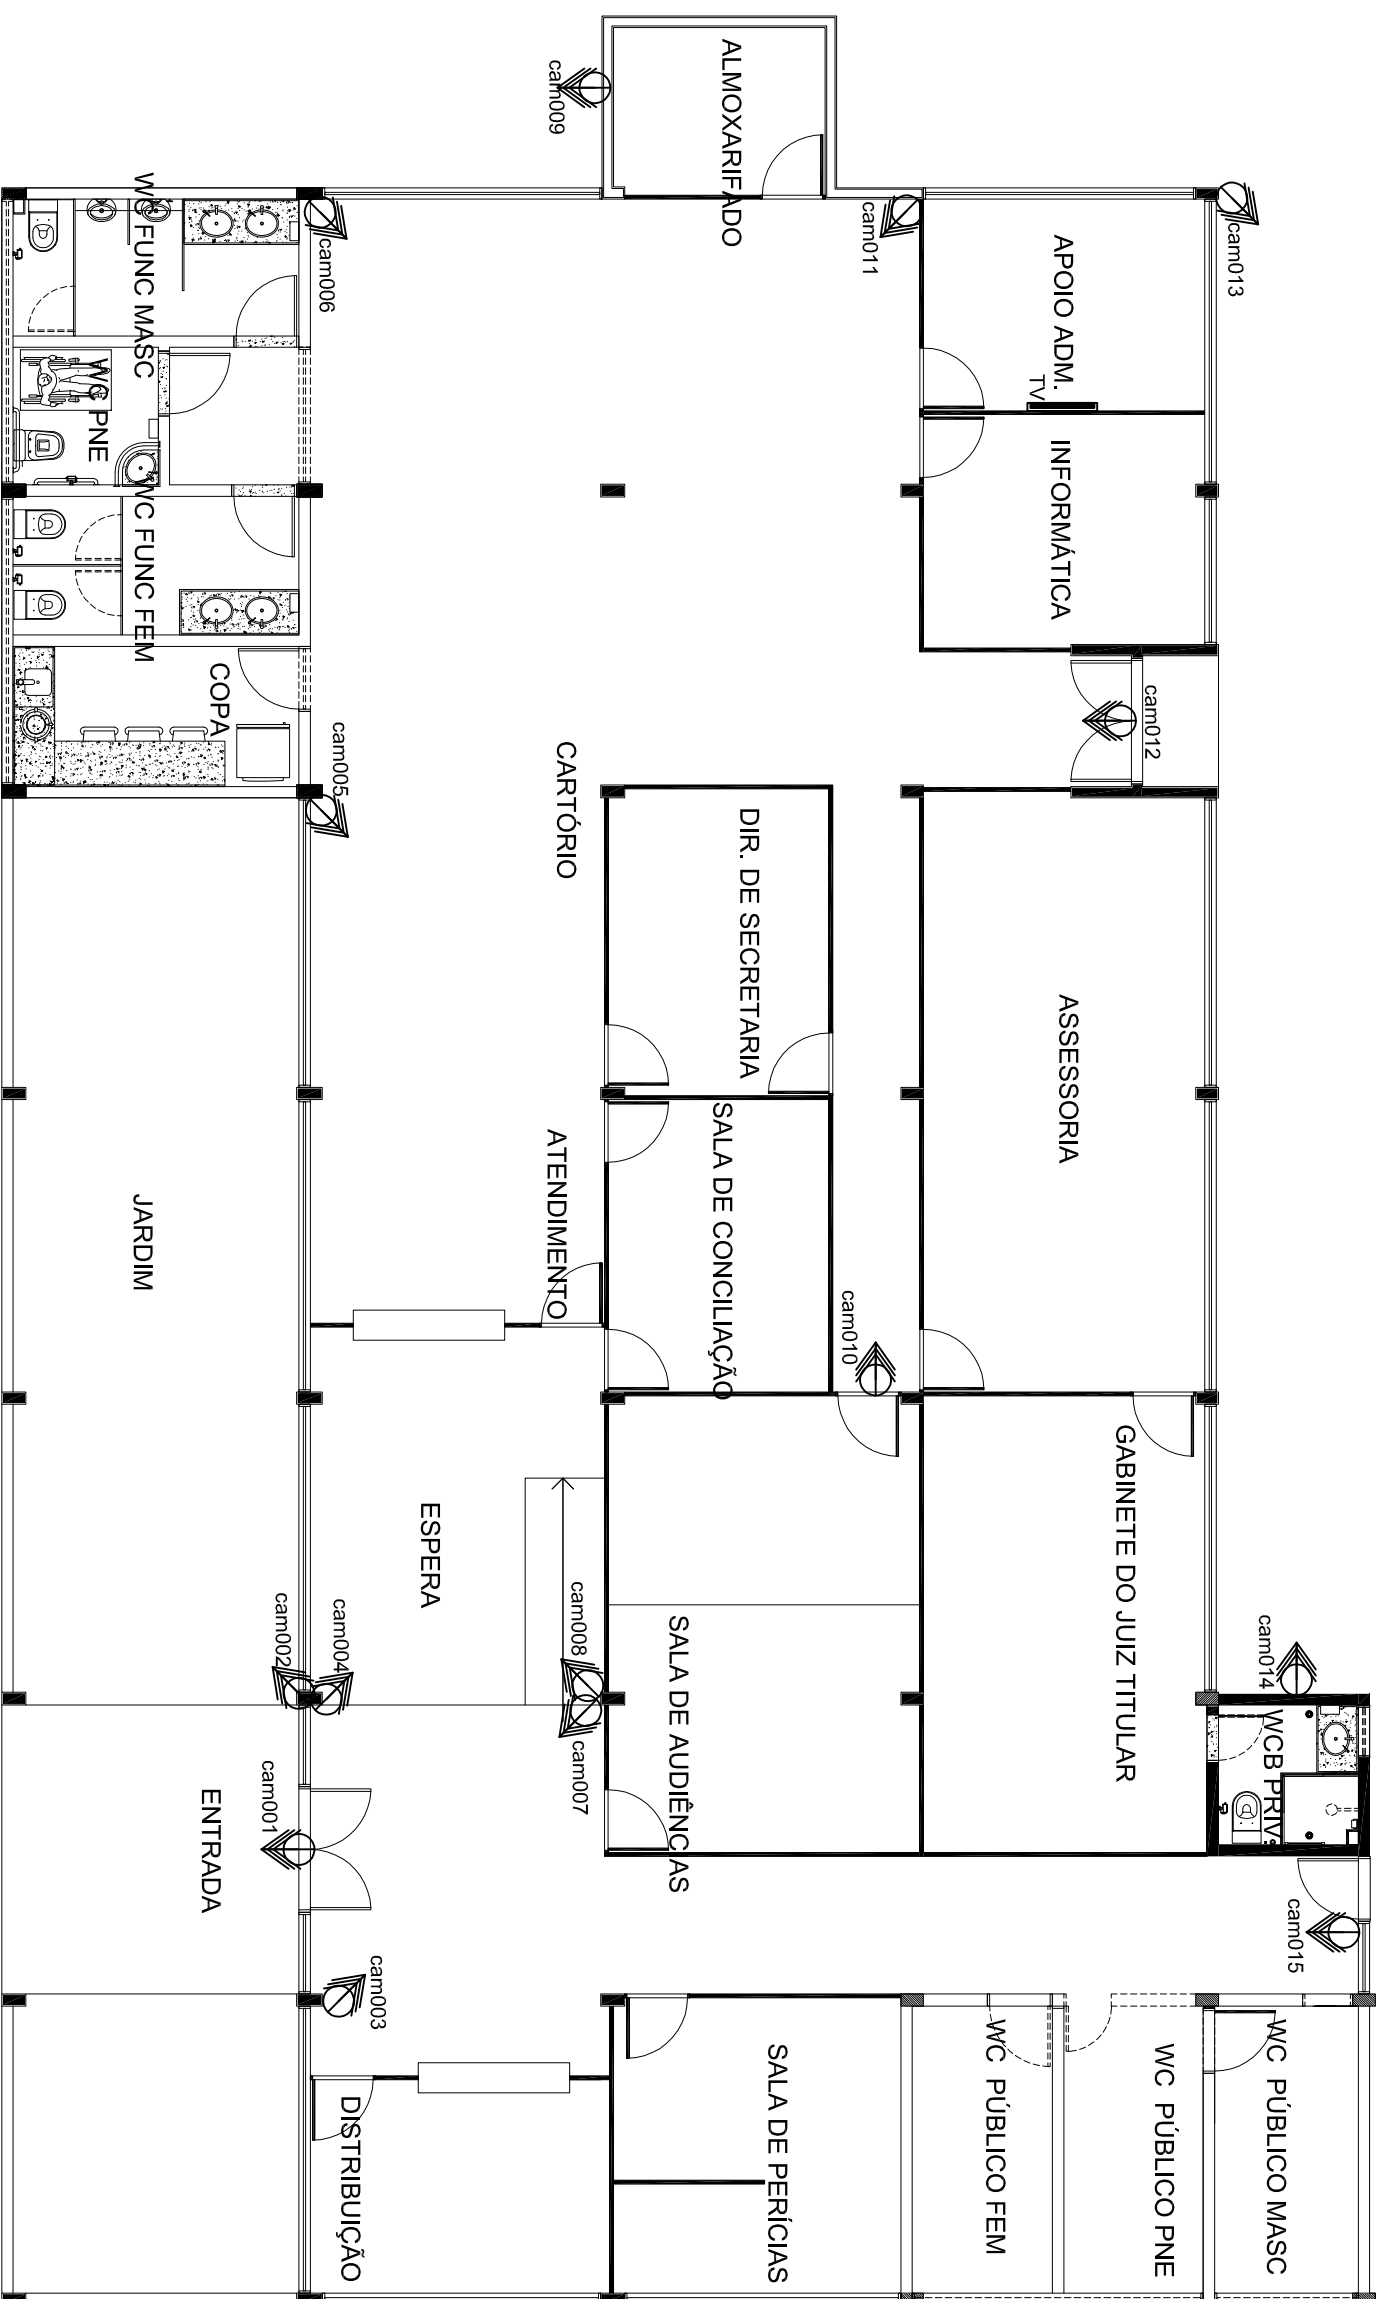 ALMOXARIFADO
cam009
cam013
cam011
cam006
APOIO ADM.
TV
INFORMÁTICA
WC FUNC MASC
WC PNE
WC FUNC FEM
COPA
cam012
cam005
CARTÓRIO
DIR. DE SECRETARIA
ASSESSORIA
SALA DE CONCILIAÇÃO
ATENDIMENTO
JARDIM
cam010
GABINETE DO JUIZ TITULAR
ESPERA
cam002
cam004
cam008
SALA DE AUDIÊNCIAS
cam014
WCB PRIV.
cam007
cam001
ENTRADA
cam015
cam003
DISTRIBUIÇÃO
SALA DE PERÍCIAS
WC PÚBLICO FEM
WC PÚBLICO PNE
WC PÚBLICO MASC